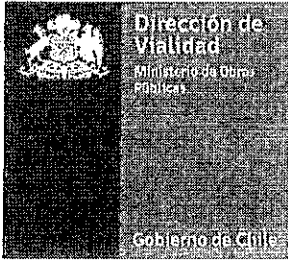 Dirección de
Vialidad
Ministerio de Obras
Públicas
Gobierno de Chile